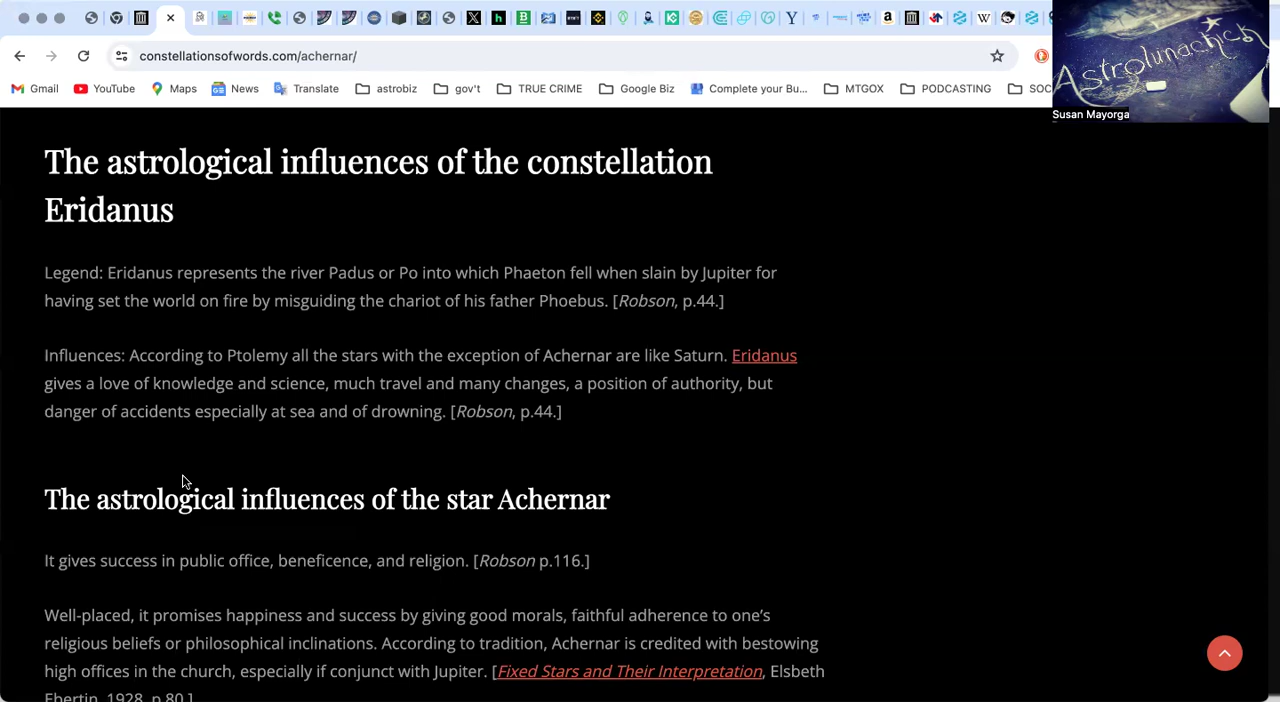 constellationsofwords.com/achernar/
Gmail YouTube Maps News Translate astrobiz gov't TRUE CRIME Google Biz Complete your Bu... MTGOX PODCASTING SOC
Astrolunachick
Susan Mayorga
The astrological influences of the constellation
Eridanus
Legend: Eridanus represents the river Padus or Po into which Phaeton fell when slain by Jupiter for
having set the world on fire by misguiding the chariot of his father Phoebus. [Robson, p.44.]
Influences: According to Ptolemy all the stars with the exception of Achernar are like Saturn. Eridanus
gives a love of knowledge and science, much travel and many changes, a position of authority, but
danger of accidents especially at sea and of drowning. [Robson, p.44.]
The astrological influences of the star Achernar
It gives success in public office, beneficence, and religion. [Robson p.116.]
Well-placed, it promises happiness and success by giving good morals, faithful adherence to one's
religious beliefs or philosophical inclinations. According to tradition, Achernar is credited with bestowing
high offices in the church, especially if conjunct with Jupiter. [Fixed Stars and Their Interpretation, Elsbeth
Ebertin, 1928, p.80.]